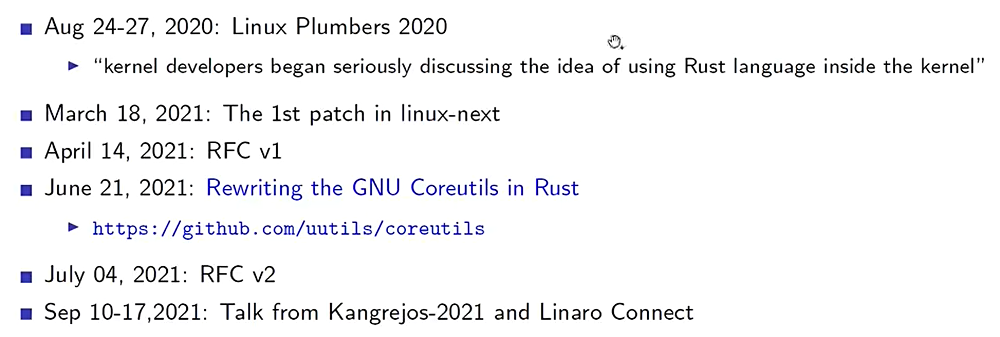 Aug 24-27, 2020: Linux Plumbers 2020
“kernel developers began seriously discussing the idea of using Rust language inside the kernel”
March 18, 2021: The 1st patch in linux-next
April 14, 2021: RFC v1
June 21, 2021: Rewriting the GNU Coreutils in Rust
https://github.com/uutils/coreutils
July 04, 2021: RFC v2
Sep 10-17,2021: Talk from Kangrejos-2021 and Linaro Connect